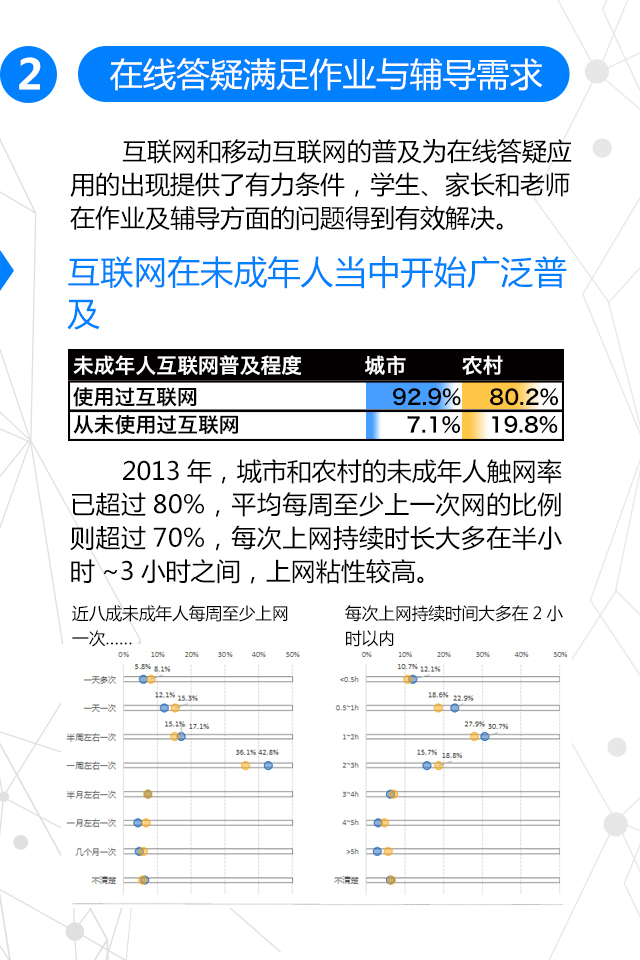 2
在线答疑满足作业与辅导需求
互联网和移动互联网的普及为在线答疑应
用的出现提供了有力条件，学生、家长和老师
在作业及辅导方面的问题得到有效解决。
互联网在未成年人当中开始广泛普
及
未成年人互联网普及程度 城市 农村
使用过互联网 92.9% 80.2%
从未使用过互联网 7.1% 19.8%
2013 年，城市和农村的未成年人触网率
已超过 80%，平均每周至少上一次网的比例
则超过 70%，每次上网持续时长大多在半小
时 ~3 小时之间，上网粘性较高。
近八成未成年人每周至少上网
一次......
0% 10% 20% 30% 40% 50%
一天多次 5.8% 8.1%
一天一次 12.1% 15.3%
半周左右一次 15.1% 17.1%
一周左右一次 36.1% 42.8%
半月左右一次
一月左右一次
几个月一次
不清楚
每次上网持续时间大多在 2 小
时以内
0% 10% 20% 30% 40% 50%
<0.5h 10.7% 12.1%
0.5~1h 18.6% 22.9%
1~2h 27.9% 30.7%
2~3h 15.7% 18.8%
3~4h
4~5h
>5h
不清楚